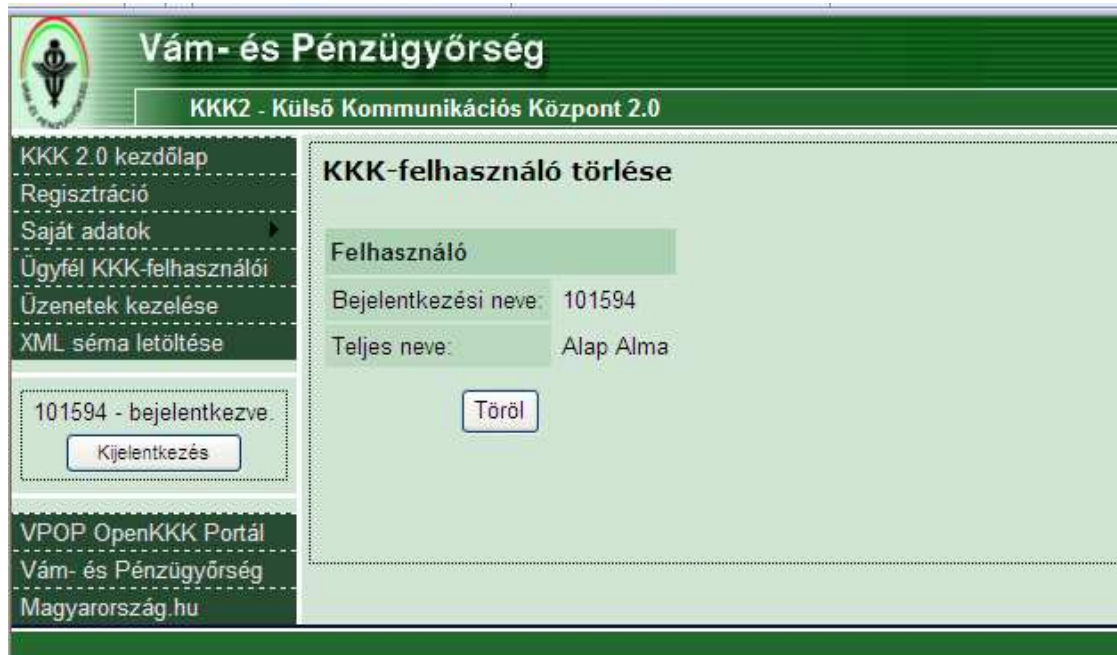 Vám- és Pénzügyőrség
KKK2 - Külső Kommunikációs Központ 2.0
KKK 2.0 kezdőlap
Regisztráció
Saját adatok
Ügyfél KKK-felhasználói
Üzenetek kezelése
XML séma letöltése
101594 - bejelentkezve.
Kijelentkezés
VPOP OpenKKK Portál
Vám- és Pénzügyőrség
Magyarország.hu
KKK-felhasználó törlése
Felhasználó
Bejelentkezési neve: 101594
Teljes neve: Alap Alma
Töröl